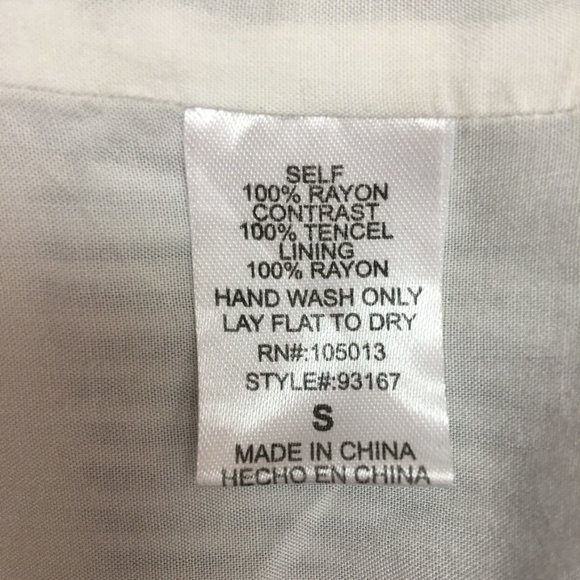 SELF
100% RAYON
CONTRAST
100% TENCEL
LINING
100% RAYON
HAND WASH ONLY
LAY FLAT TO DRY
RN#:105013
STYLE#:93167
S
MADE IN CHINA
HECHO EN CHINA